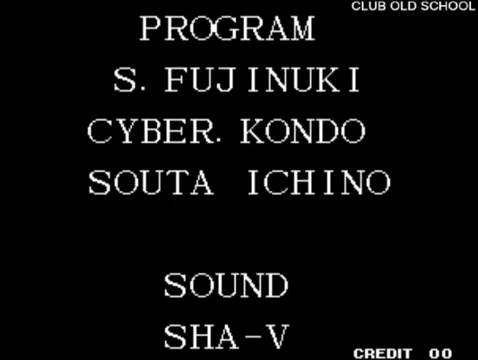 CLUB OLD SCHOOL
PROGRAM
S. FUJINUKI
CYBER. KONDO
SOUTA ICHINO
SOUND
SHA-V
CREDIT 00